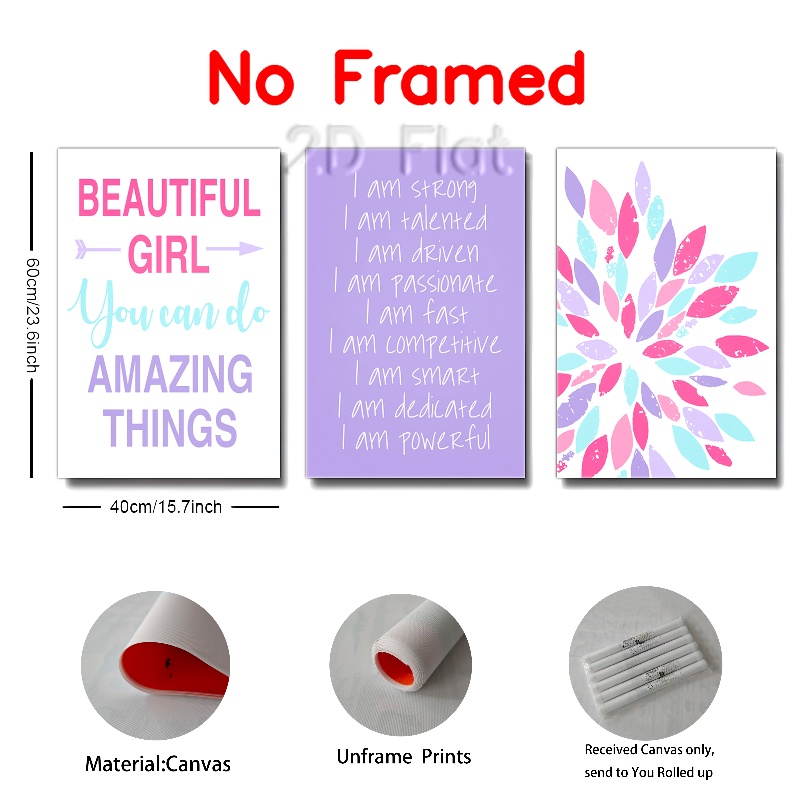 No Framed
2D Flat
BEAUTIFUL
GIRL
You can do
AMAZING
THINGS
I am strong
I am talented
I am driven
I am passionate
I am fast
I am competitive
I am smart
I am dedicated
I am powerful
60cm/23.6inch
40cm/15.7inch
Material:Canvas
Unframe Prints
Received Canvas only,
send to You Rolled up